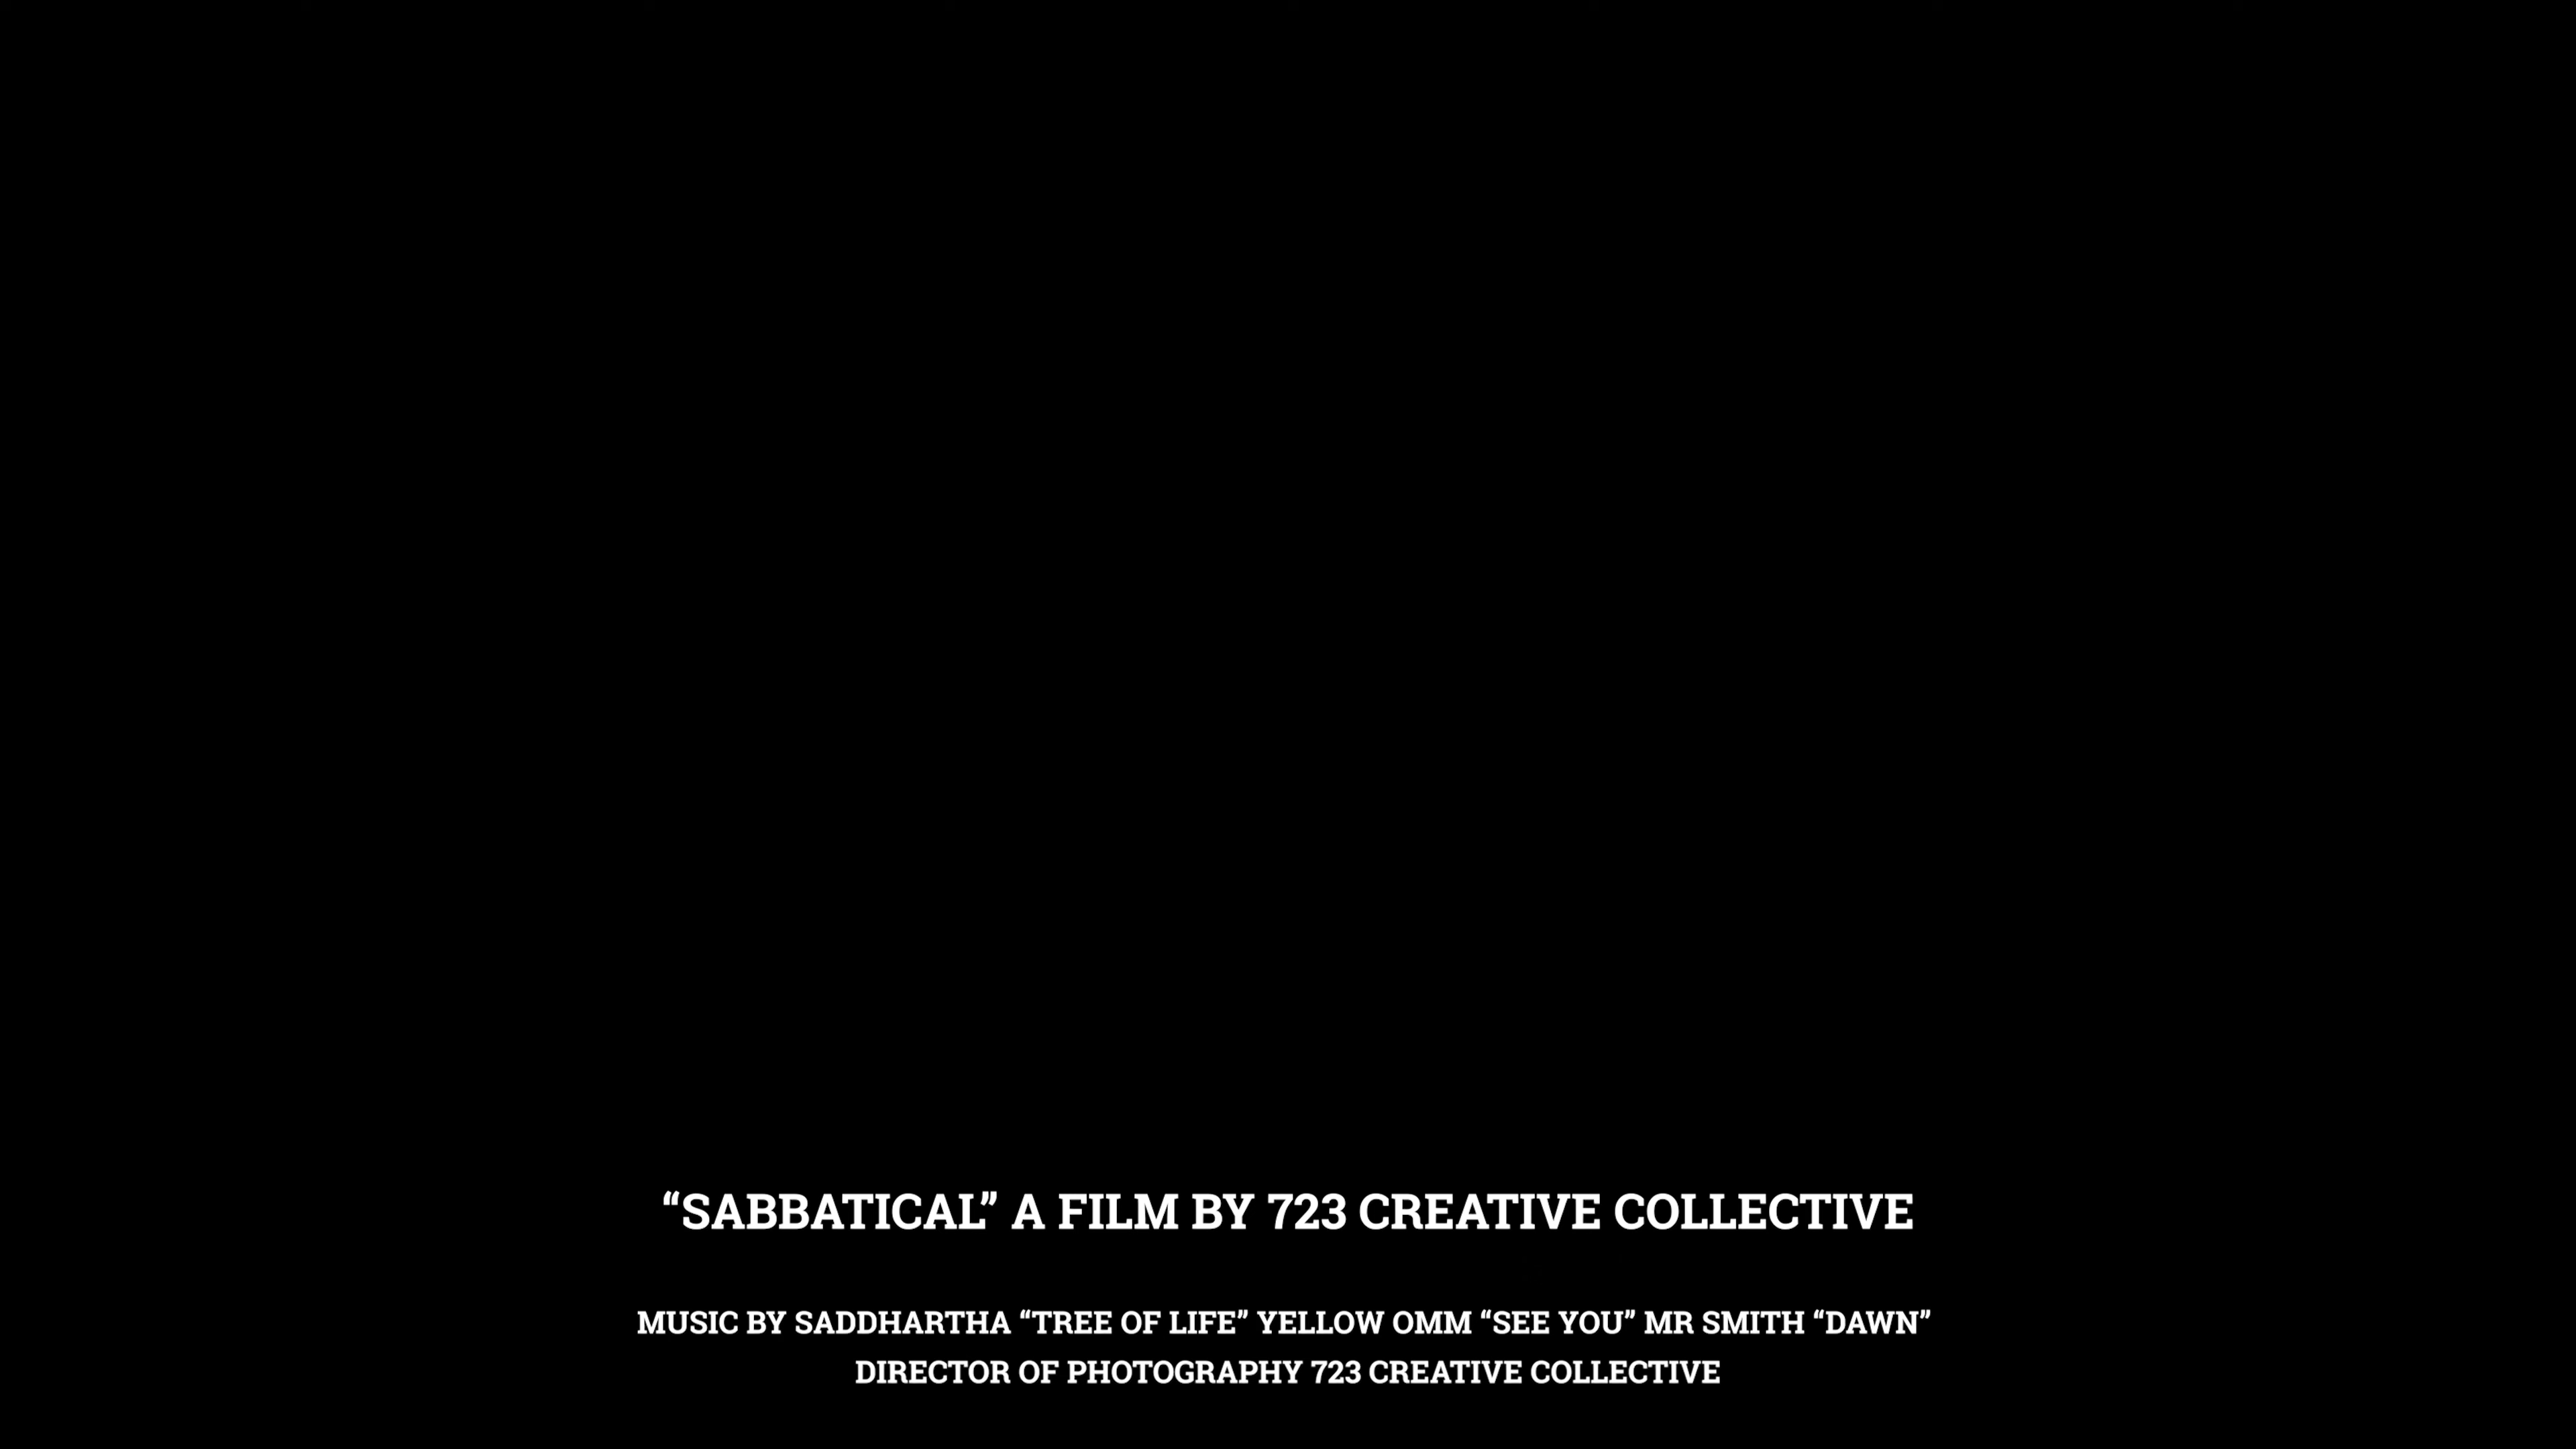 “SABBATICAL” A FILM BY 723 CREATIVE COLLECTIVE
MUSIC BY SADDHARTHA “TREE OF LIFE” YELLOW OMM “SEE YOU” MR SMITH “DAWN”
DIRECTOR OF PHOTOGRAPHY 723 CREATIVE COLLECTIVE